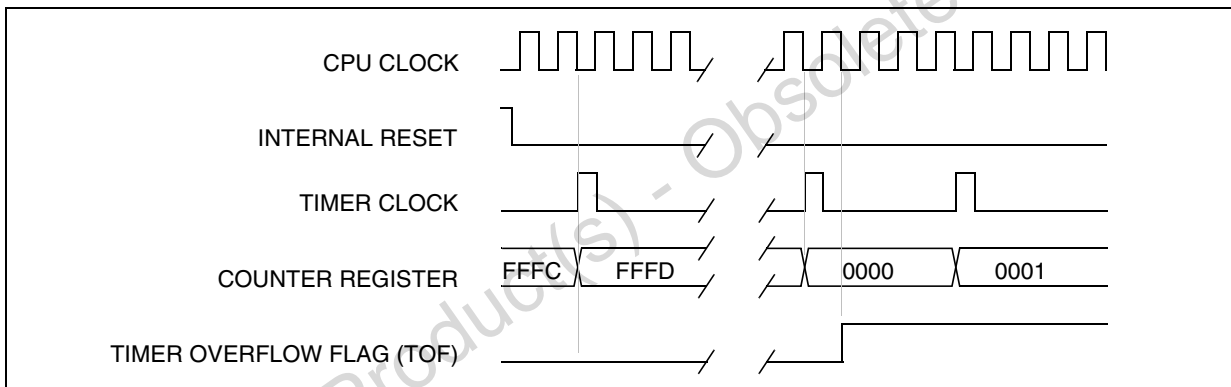 CPU CLOCK
INTERNAL RESET
TIMER CLOCK
COUNTER REGISTER FFFC FFFD 0000 0001
TIMER OVERFLOW FLAG (TOF)
Product(s) - Obsolete